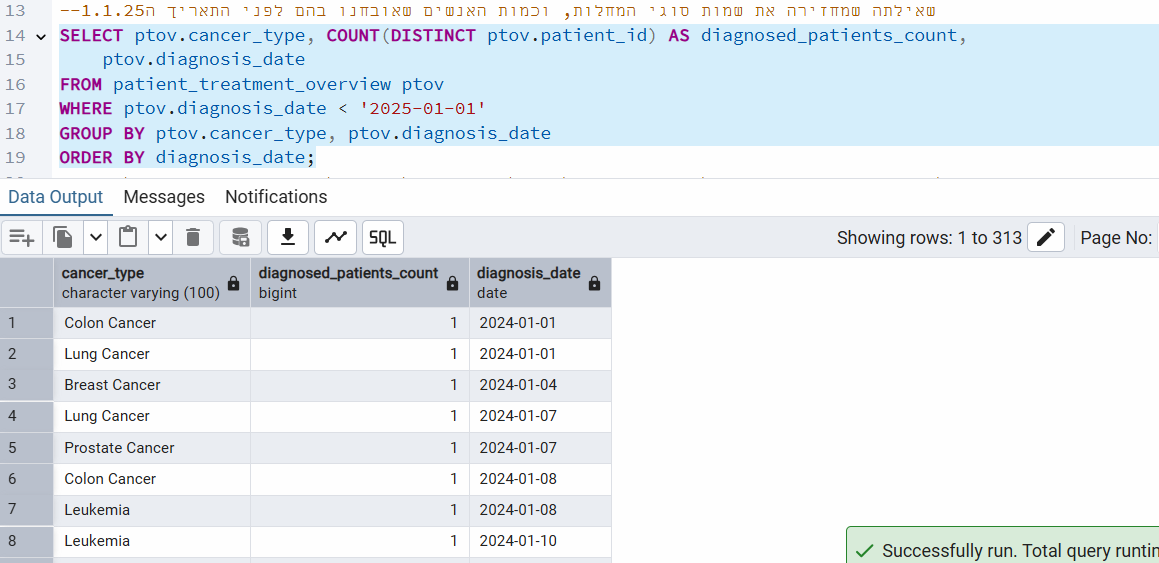 13 --שאילתה שמחזירה את שמות סוגי המחלות, וכמות האנשים שאובחנו בהם לפני התאריך ה1.1.25
14 SELECT ptov.cancer_type, COUNT(DISTINCT ptov.patient_id) AS diagnosed_patients_count,
15 ptov.diagnosis_date
16 FROM patient_treatment_overview ptov
17 WHERE ptov.diagnosis_date < '2025-01-01'
18 GROUP BY ptov.cancer_type, ptov.diagnosis_date
19 ORDER BY diagnosis_date;
Data Output Messages Notifications
SQL Showing rows: 1 to 313 Page No:
cancer_type diagnosed_patients_count diagnosis_date
character varying (100) bigint date
1 Colon Cancer 1 2024-01-01
2 Lung Cancer 1 2024-01-01
3 Breast Cancer 1 2024-01-04
4 Lung Cancer 1 2024-01-07
5 Prostate Cancer 1 2024-01-07
6 Colon Cancer 1 2024-01-08
7 Leukemia 1 2024-01-08
8 Leukemia 1 2024-01-10
Successfully run. Total query runtin